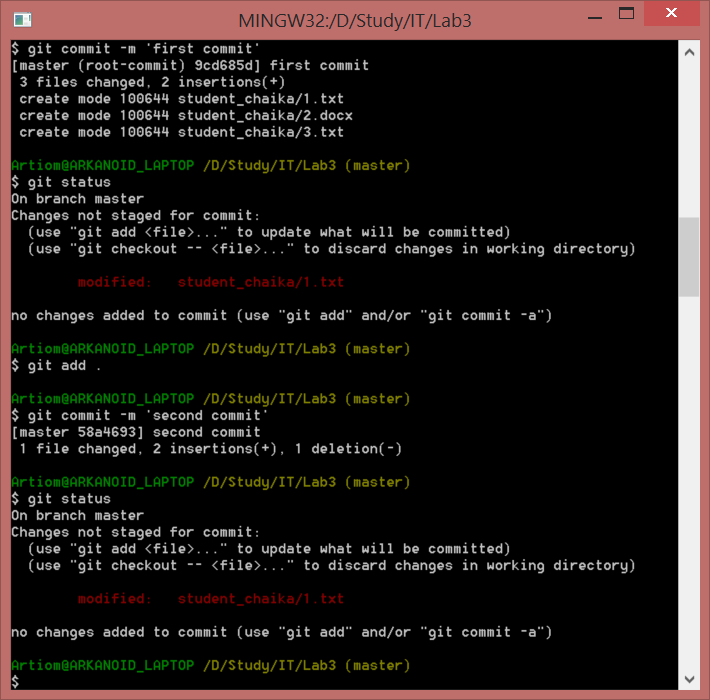 MINGW32:/D/Study/IT/Lab3
$ git commit -m 'first commit'
[master (root-commit) 9cd685d] first commit
 3 files changed, 2 insertions(+)
 create mode 100644 student_chaika/1.txt
 create mode 100644 student_chaika/2.docx
 create mode 100644 student_chaika/3.txt
Artiom@ARKANOID_LAPTOP /D/Study/IT/Lab3 (master)
$ git status
On branch master
Changes not staged for commit:
  (use "git add <file>..." to update what will be committed)
  (use "git checkout -- <file>..." to discard changes in working directory)
        modified:   student_chaika/1.txt
no changes added to commit (use "git add" and/or "git commit -a")
Artiom@ARKANOID_LAPTOP /D/Study/IT/Lab3 (master)
$ git add .
Artiom@ARKANOID_LAPTOP /D/Study/IT/Lab3 (master)
$ git commit -m 'second commit'
[master 58a4693] second commit
 1 file changed, 2 insertions(+), 1 deletion(-)
Artiom@ARKANOID_LAPTOP /D/Study/IT/Lab3 (master)
$ git status
On branch master
Changes not staged for commit:
  (use "git add <file>..." to update what will be committed)
  (use "git checkout -- <file>..." to discard changes in working directory)
        modified:   student_chaika/1.txt
no changes added to commit (use "git add" and/or "git commit -a")
Artiom@ARKANOID_LAPTOP /D/Study/IT/Lab3 (master)
$